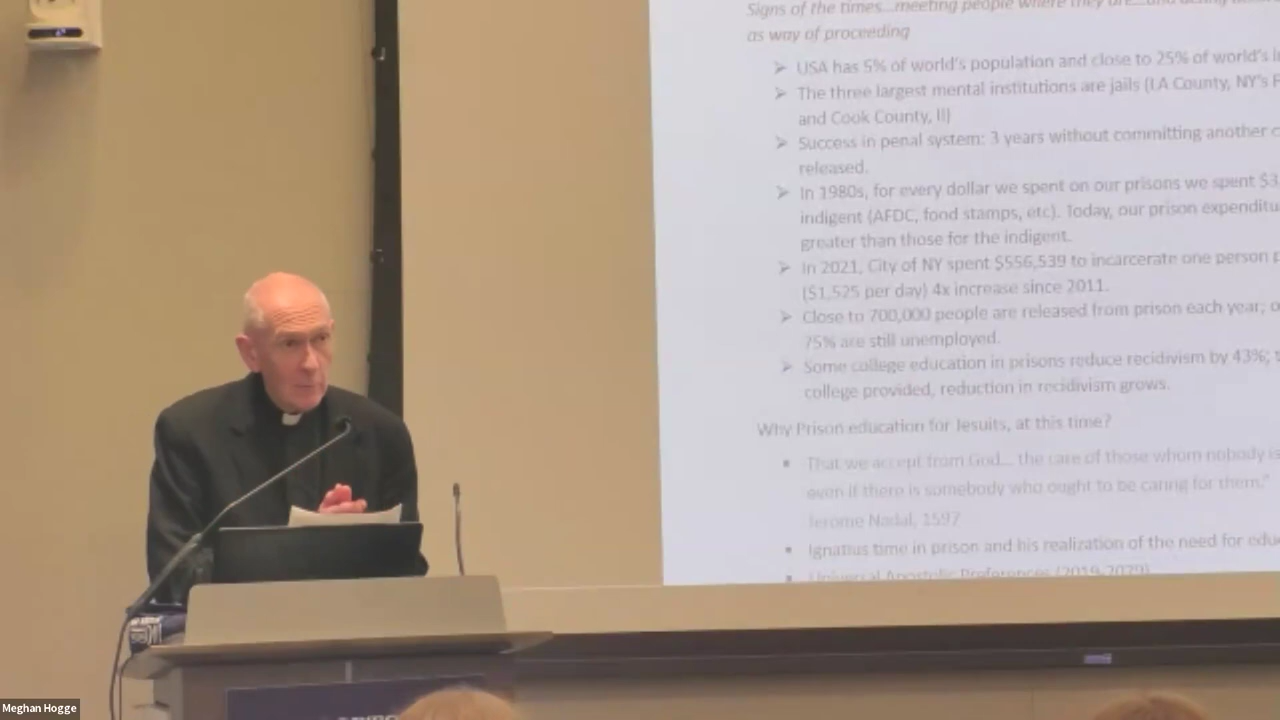 Signs of the times...meeting people where they are...and
as way of proceeding
➢ USA has 5% of world's population and close to 25% of world's
➢ The three largest mental institutions are jails (LA County, NY's
and Cook County, Il)
➢ Success in penal system: 3 years without committing another
released.
➢ In 1980s, for every dollar we spent on our prisons we spent $3
indigent (AFDC, food stamps, etc). Today, our prison
greater than those for the indigent.
➢ In 2021, City of NY spent $556,539 to incarcerate one person
($1,525 per day) 4x increase since 2011.
➢ Close to 700,000 people are released from prison each year;
75% are still unemployed.
➢ Some college education in prisons reduce recidivism by 43%;
college provided, reduction in recidivism grows.
Why Prison education for Jesuits, at this time?
▪ That we accept from God... the care of those whom nobody is
even if there is somebody who ought to be caring for them."
Jerome Nadal, 1597
▪ Ignatius time in prison and his realization of the need for
▪ Universal Apostolic Preferences (2019-2029)
Meghan Hogge